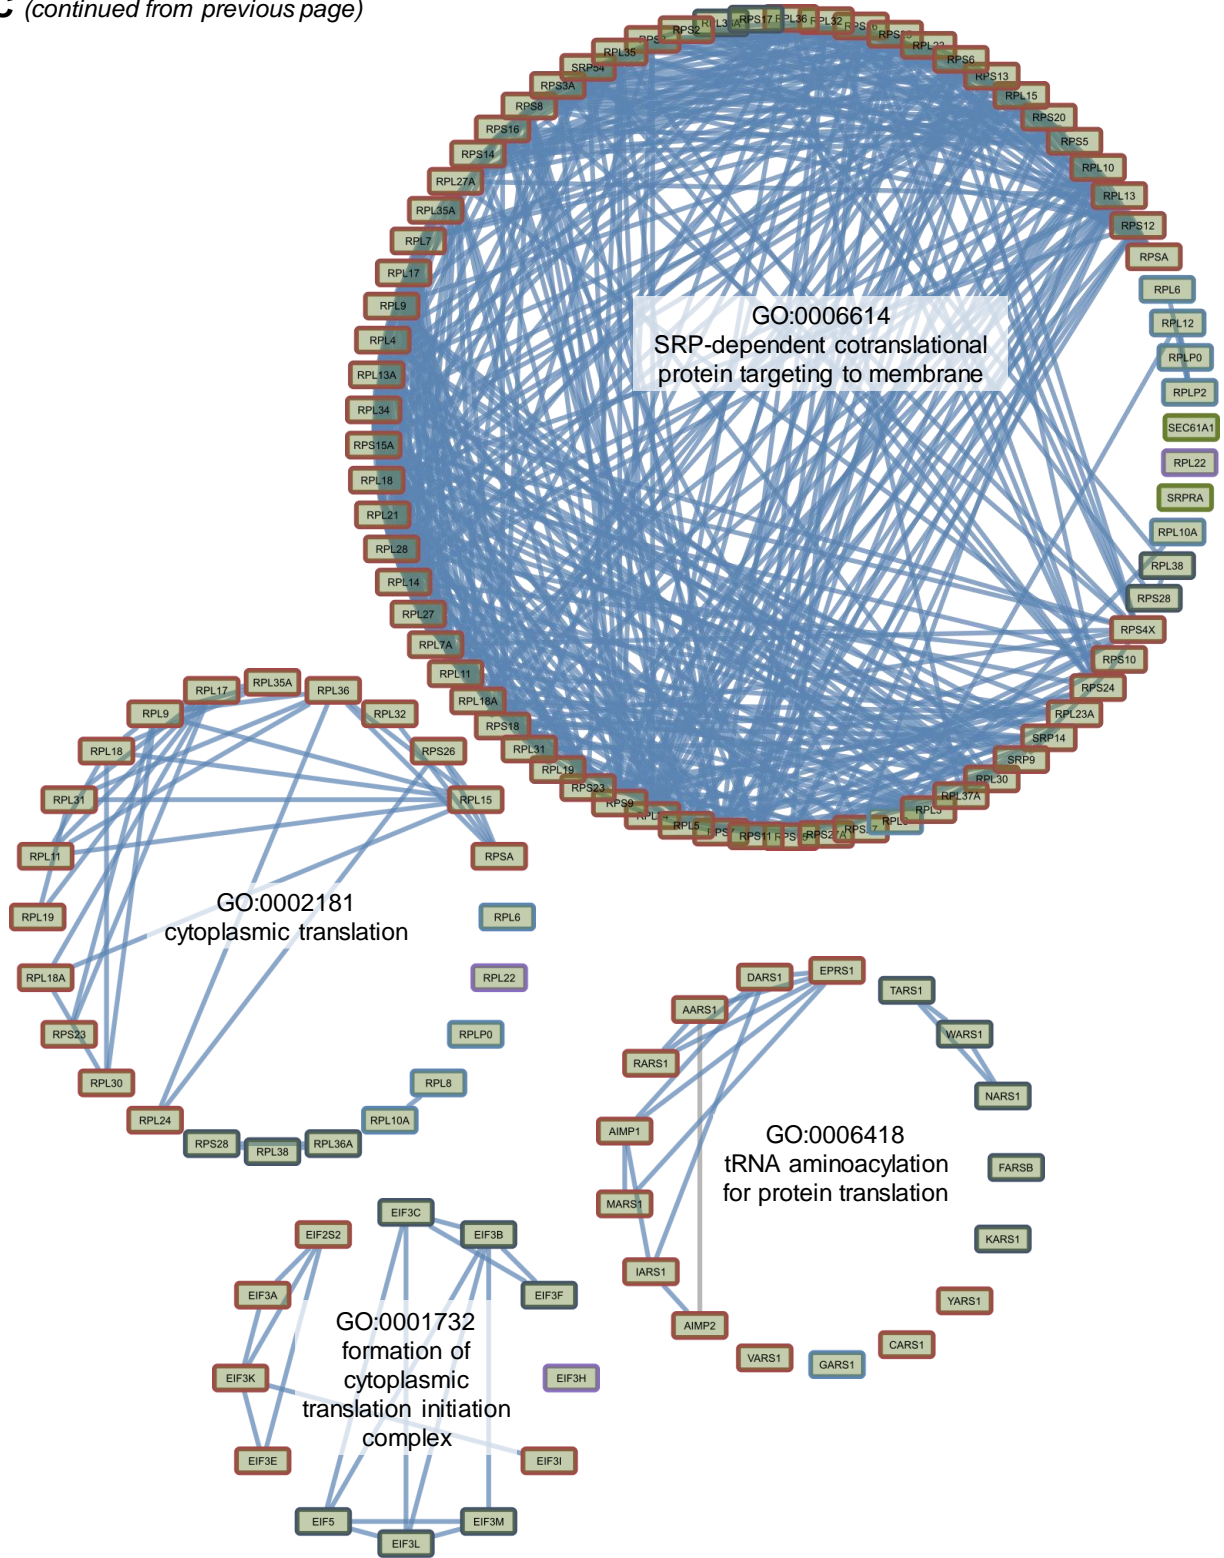 C (continued from previous page)
RPS17
RPL36
RPL32
RPS2
RPL35
RPS6
SRP54
RPS13
RPS3A
RPL15
RPS8
RPS20
RPS16
RPS5
RPS14
RPL10
RPL27A
RPL13
RPL35A
RPS12
RPL7
RPSA
RPL17
RPL6
RPL9
RPL12
RPL4
RPLP0
RPL13A
RPLP2
RPL34
SEC61A1
RPS15A
RPL22
RPL18
SRPRA
RPL21
RPL10A
RPL28
RPL38
RPL14
RPS28
RPL27
RPS4X
RPL7A
RPS10
RPL11
RPS24
RPL18A
RPL23A
RPS18
SRP14
RPL31
SRP9
RPL19
RPL30
RPS23
RPL37A
RPS9
RPL5
RPS11
RPS27A
GO:0006614
SRP-dependent cotranslational
protein targeting to membrane
RPL17
RPL35A
RPL36
RPL9
RPL32
RPL18
RPS26
RPL31
RPL15
RPL11
RPSA
RPL19
RPL6
RPL18A
RPL22
RPS23
RPLP0
RPL30
RPL8
RPL24
RPL10A
RPS28
RPL38
RPL36A
GO:0002181
cytoplasmic translation
DARS1
EPRS1
TARS1
AARS1
WARS1
RARS1
NARS1
AIMP1
FARSB
MARS1
KARS1
IARS1
YARS1
AIMP2
CARS1
VARS1
GARS1
GO:0006418
tRNA aminoacylation
for protein translation
EIF3C
EIF2S2
EIF3B
EIF3A
EIF3F
EIF3K
EIF3H
EIF3E
EIF3I
EIF5
EIF3L
EIF3M
GO:0001732
formation of
cytoplasmic
translation initiation
complex